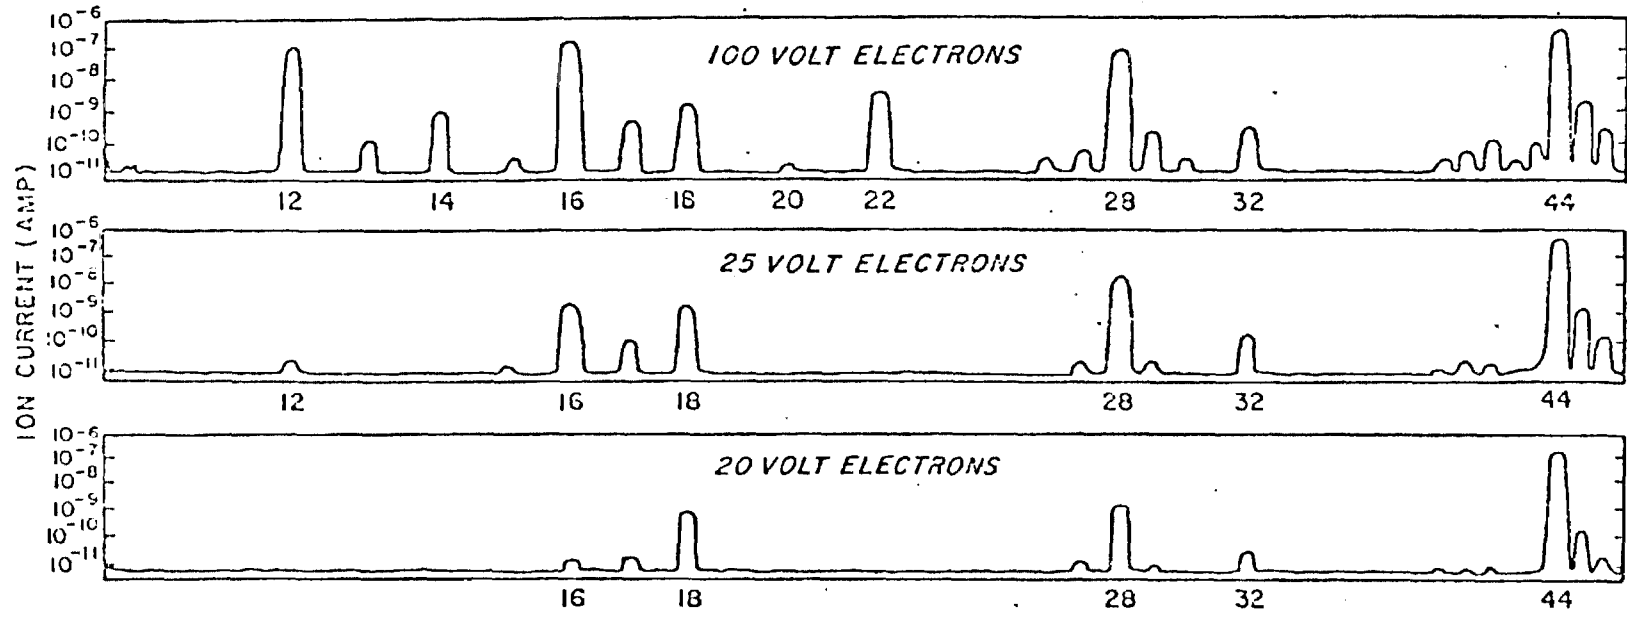 ION CURRENT (AMP)
100 VOLT ELECTRONS
10⁻⁶
10⁻⁷
10⁻⁸
10⁻⁹
10⁻¹⁰
10⁻¹¹
12 14 16 18 20 22 28 32 44
25 VOLT ELECTRONS
10⁻⁶
10⁻⁷
10⁻⁸
10⁻⁹
10⁻¹⁰
10⁻¹¹
12 16 18 28 32 44
20 VOLT ELECTRONS
10⁻⁶
10⁻⁷
10⁻⁸
10⁻⁹
10⁻¹⁰
10⁻¹¹
16 18 28 32 44